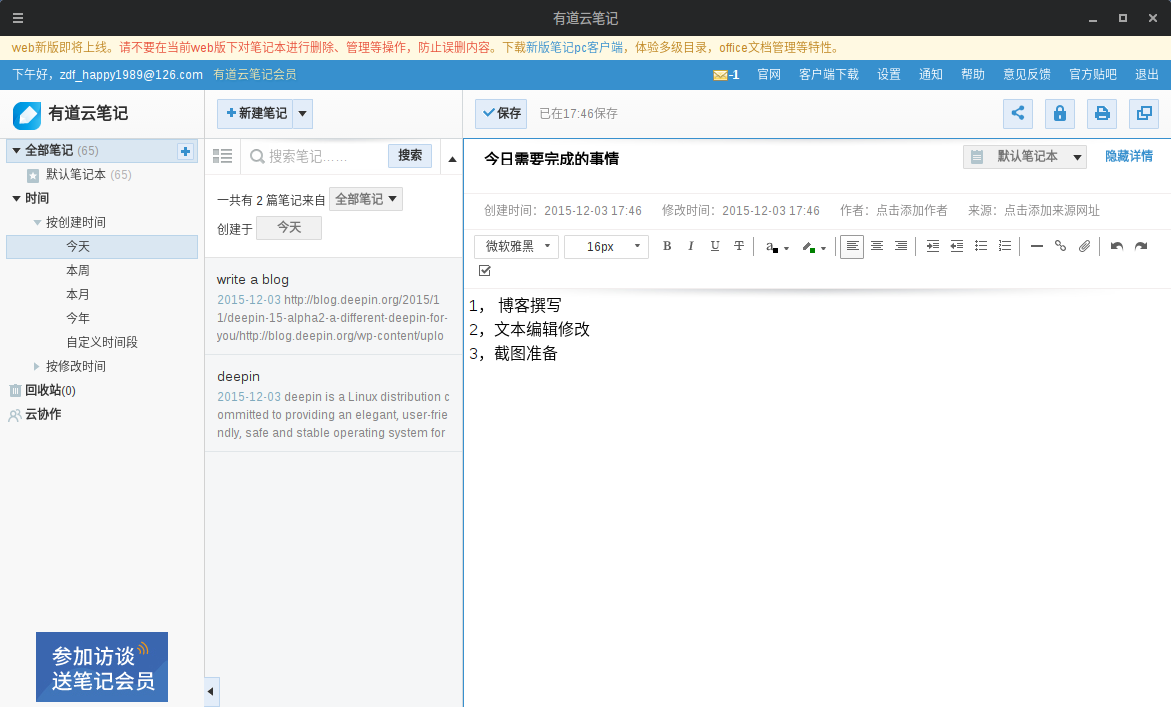 有道云笔记
web新版即将上线。请不要在当前web版下对笔记本进行删除、管理等操作，防止误删内容。下载新版笔记pc客户端，体验多级目录，office文档管理等特性。
下午好，zdf_happy1989@126.com 有道云笔记会员 -1 官网 客户端下载 设置 通知 帮助 意见反馈 官方贴吧 退出
有道云笔记
新建笔记
保存 已在17:46保存
全部笔记 (65)
默认笔记本 (65)
时间
按创建时间
今天
本周
本月
今年
自定义时间段
按修改时间
回收站(0)
云协作
参加访谈
送笔记会员
搜索笔记…… 搜索
一共有 2 篇笔记来自 全部笔记
创建于 今天
write a blog
2015-12-03 http://blog.deepin.org/2015/1
1/deepin-15-alpha2-a-different-deepin-for-
you/http://blog.deepin.org/wp-content/uplo
deepin
2015-12-03 deepin is a Linux distribution c
ommitted to providing an elegant, user-frie
ndly, safe and stable operating system for
今日需要完成的事情 默认笔记本 隐藏详情
创建时间：2015-12-03 17:46 修改时间：2015-12-03 17:46 作者：点击添加作者 来源：点击添加来源网址
微软雅黑 16px B I U T a
1， 博客撰写
2，文本编辑修改
3，截图准备